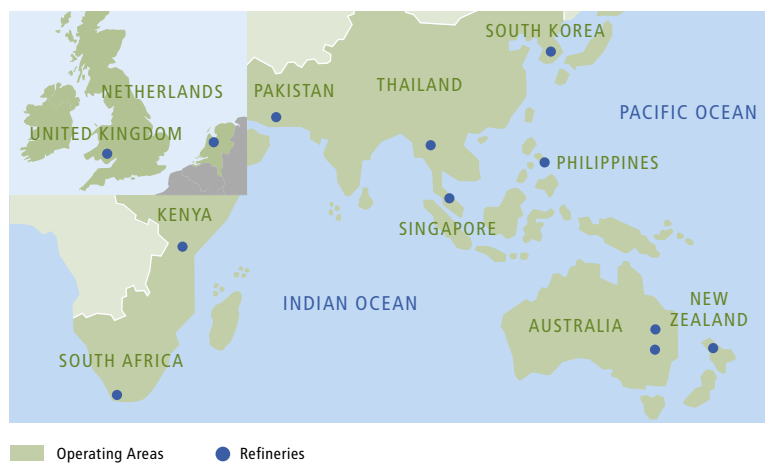 SOUTH KOREA
NETHERLANDS
PAKISTAN
THAILAND
PACIFIC OCEAN
UNITED KINGDOM
PHILIPPINES
KENYA
SINGAPORE
INDIAN OCEAN
NEW
ZEALAND
AUSTRALIA
SOUTH AFRICA
Operating Areas
Refineries